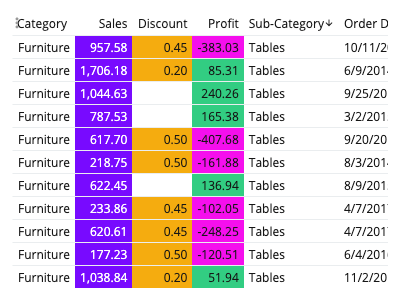 Category Sales Discount Profit Sub-Category↓ Order D
Furniture 957.58 0.45 -383.03 Tables 10/11/2
Furniture 1,706.18 0.20 85.31 Tables 6/9/201
Furniture 1,044.63 240.26 Tables 9/25/201
Furniture 787.53 165.38 Tables 3/2/201
Furniture 617.70 0.50 -407.68 Tables 9/20/201
Furniture 218.75 0.50 -161.88 Tables 8/3/201
Furniture 622.45 136.94 Tables 8/9/201
Furniture 233.86 0.45 -102.05 Tables 4/7/201
Furniture 620.61 0.45 -248.25 Tables 4/7/201
Furniture 177.23 0.50 -120.51 Tables 6/4/201
Furniture 1,038.84 0.20 51.94 Tables 11/2/20